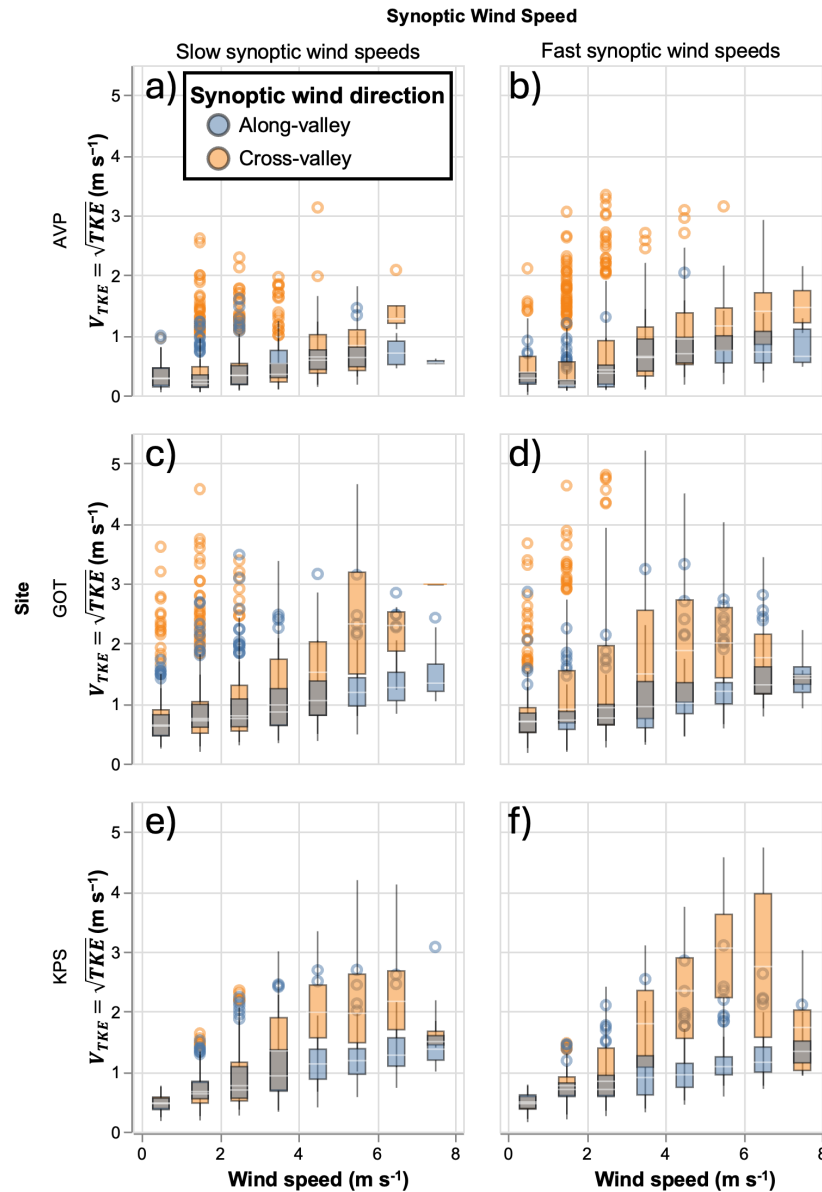 Synoptic Wind Speed
Slow synoptic wind speeds
Fast synoptic wind speeds
a)
b)
Synoptic wind direction
Along-valley
Cross-valley
5
4
3
2
1
0
AVP
V_TKE = √TKE (m s⁻¹)
c)
d)
5
4
3
2
1
0
Site
GOT
V_TKE = √TKE (m s⁻¹)
e)
f)
5
4
3
2
1
0
KPS
V_TKE = √TKE (m s⁻¹)
0 2 4 6 8
0 2 4 6 8
Wind speed (m s⁻¹)
Wind speed (m s⁻¹)